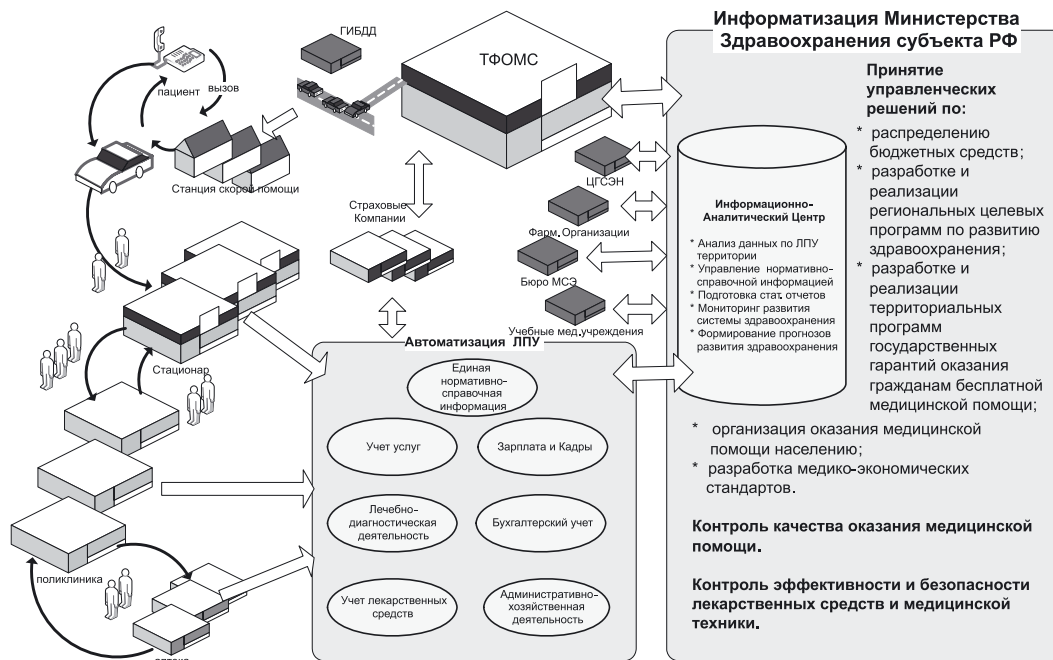 Информатизация Министерства
Здравоохранения субъекта РФ
ГИБДД
ТФОМС
пациент
вызов
Станция скорой помощи
Страховые
Компании
ЦГСЭН
Фарм. Организации
Бюро МСЭ
Учебные мед.учреждения
Стационар
поликлиника
аптека
Автоматизация ЛПУ
Единая
нормативно-
справочная
информация
Учет услуг
Зарплата и Кадры
Лечебно-
диагностическая
деятельность
Бухгалтерский учет
Учет лекарственных
средств
Административно-
хозяйственная
деятельность
Информационно-
Аналитический Центр
* Анализ данных по ЛПУ
территории
* Управление нормативно-
справочной информацией
* Подготовка стат. отчетов
* Мониторинг развития
системы здравоохранения
* Формирование прогнозов
развития здравоохранения
Принятие
управленческих
решений по:
* распределению
бюджетных средств;
* разработке и
реализации
региональных целевых
программ по развитию
здравоохранения;
* разработке и
реализации
территориальных
программ
государственных
гарантий оказания
гражданам бесплатной
медицинской помощи;
* организация оказания медицинской
помощи населению;
* разработка медико-экономических
стандартов.
Контроль качества оказания медицинской
помощи.
Контроль эффективности и безопасности
лекарственных средств и медицинской
техники.